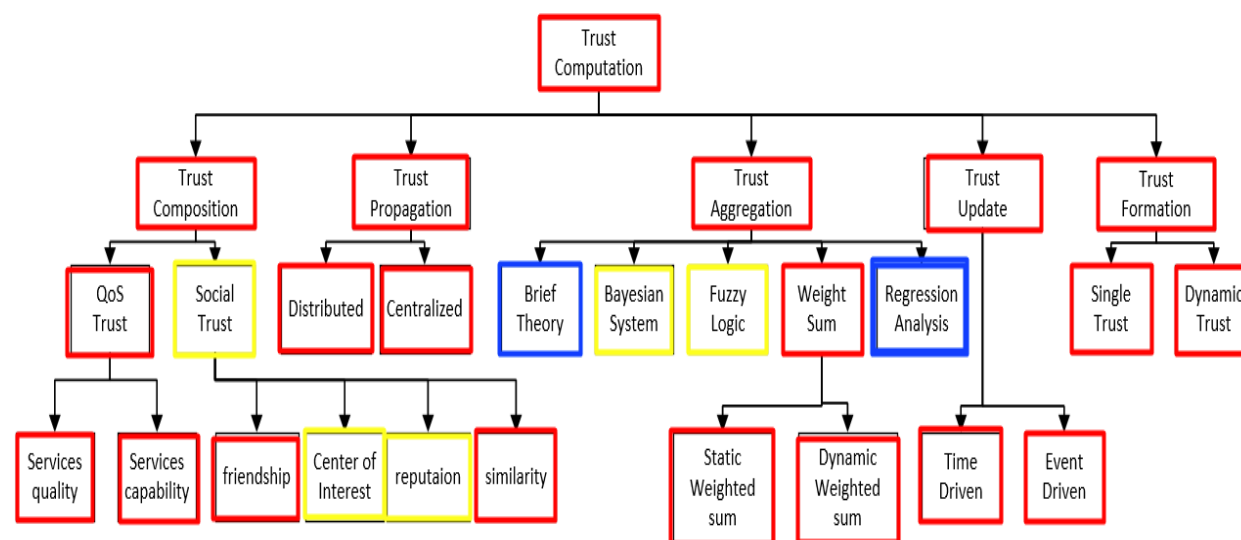 Trust
Computation
Trust
Composition
Trust
Propagation
Trust
Aggregation
Trust
Update
Trust
Formation
QoS
Trust
Social
Trust
Distributed
Centralized
Brief
Theory
Bayesian
System
Fuzzy
Logic
Weight
Sum
Regression
Analysis
Single
Trust
Dynamic
Trust
Services
quality
Services
capability
friendship
Center of
Interest
reputaion
similarity
Static
Weighted
sum
Dynamic
Weighted
sum
Time
Driven
Event
Driven